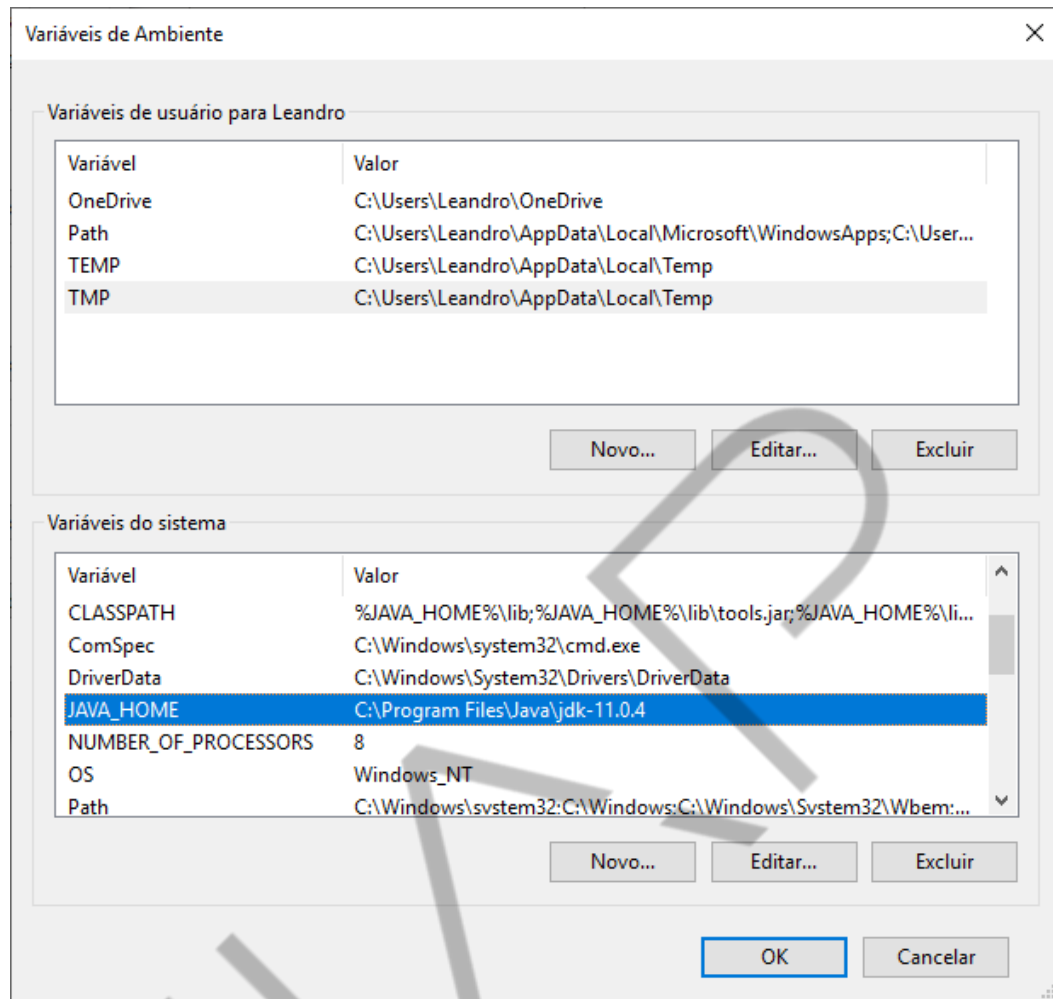 Variáveis de Ambiente
Variáveis de usuário para Leandro
Variável Valor
OneDrive C:\Users\Leandro\OneDrive
Path C:\Users\Leandro\AppData\Local\Microsoft\WindowsApps;C:\User...
TEMP C:\Users\Leandro\AppData\Local\Temp
TMP C:\Users\Leandro\AppData\Local\Temp
Novo... Editar... Excluir
Variáveis do sistema
Variável Valor
CLASSPATH %JAVA_HOME%\lib;%JAVA_HOME%\lib\tools.jar;%JAVA_HOME%\li...
ComSpec C:\Windows\system32\cmd.exe
DriverData C:\Windows\System32\Drivers\DriverData
JAVA_HOME C:\Program Files\Java\jdk-11.0.4
NUMBER_OF_PROCESSORS 8
OS Windows_NT
Path C:\Windows\system32;C:\Windows;C:\Windows\System32\Wbem;...
Novo... Editar... Excluir
OK Cancelar